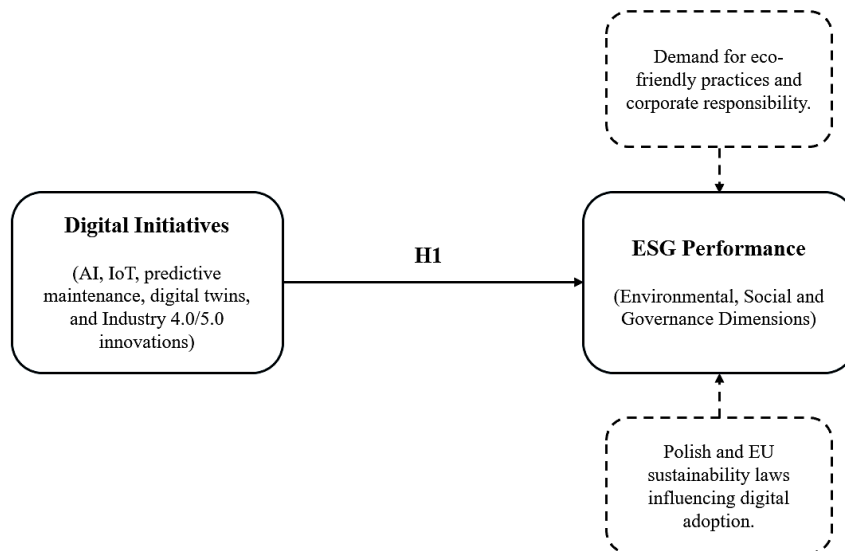 Demand for eco-
friendly practices and
corporate responsibility.
Digital Initiatives
(AI, IoT, predictive
maintenance, digital twins,
and Industry 4.0/5.0
innovations)
H1
ESG Performance
(Environmental, Social and
Governance Dimensions)
Polish and EU
sustainability laws
influencing digital
adoption.